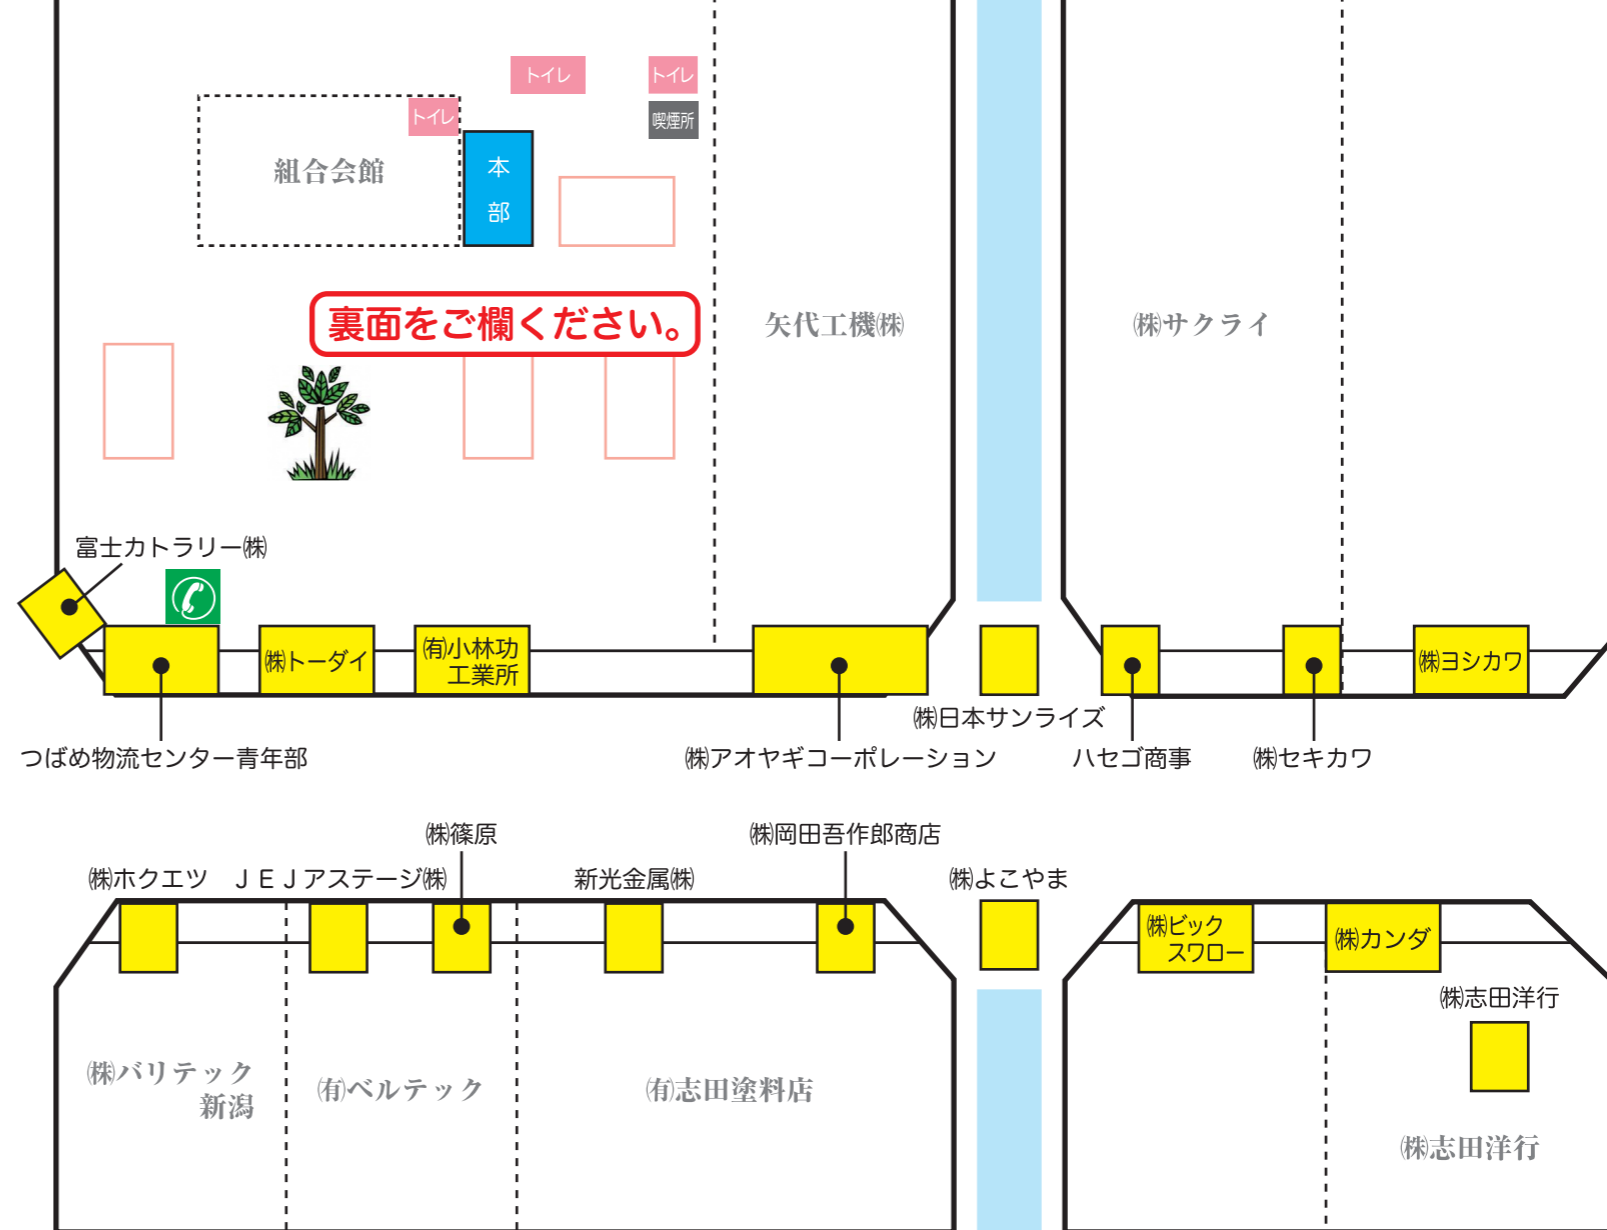 トイレ
トイレ
トイレ
喫煙所
組合会館
本
部
裏面をご欄ください。
矢代工機㈱
㈱サクライ
富士カトラリー㈱
㈱トーダイ
㈲小林功
工業所
㈱ヨシカワ
㈱日本サンライズ
つばめ物流センター青年部
㈱アオヤギコーポレーション
ハセゴ商事
㈱セキカワ
㈱篠原
㈱岡田吾作郎商店
㈱ホクエツ
ＪＥＪアステージ㈱
新光金属㈱
㈱よこやま
㈱ビック
スワロー
㈱カンダ
㈱志田洋行
㈱バリテック
新潟
㈲ベルテック
㈲志田塗料店
㈱志田洋行